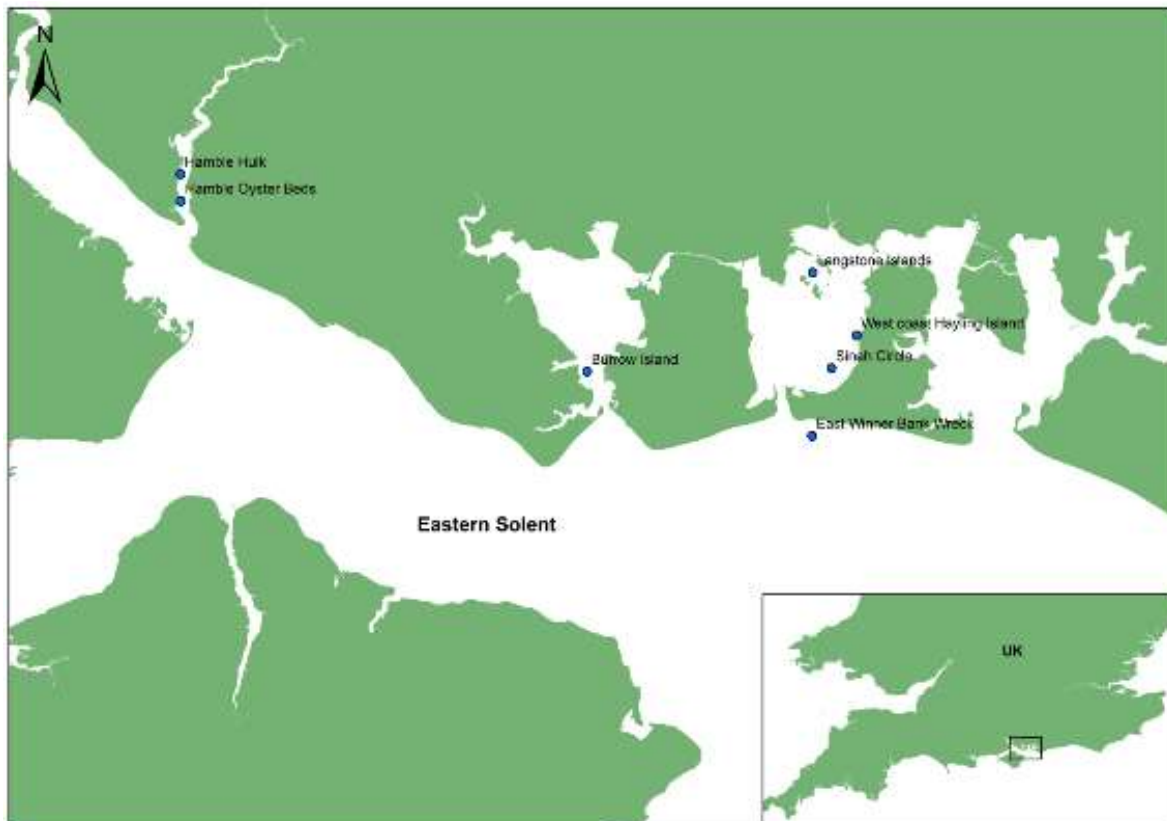 N
Hamble Hulk
Hamble Oyster Beds
Langstone Islands
West coast Hayling Island
Sinah Circle
Burrow Island
East Winner Bank Wreck
Eastern Solent
UK